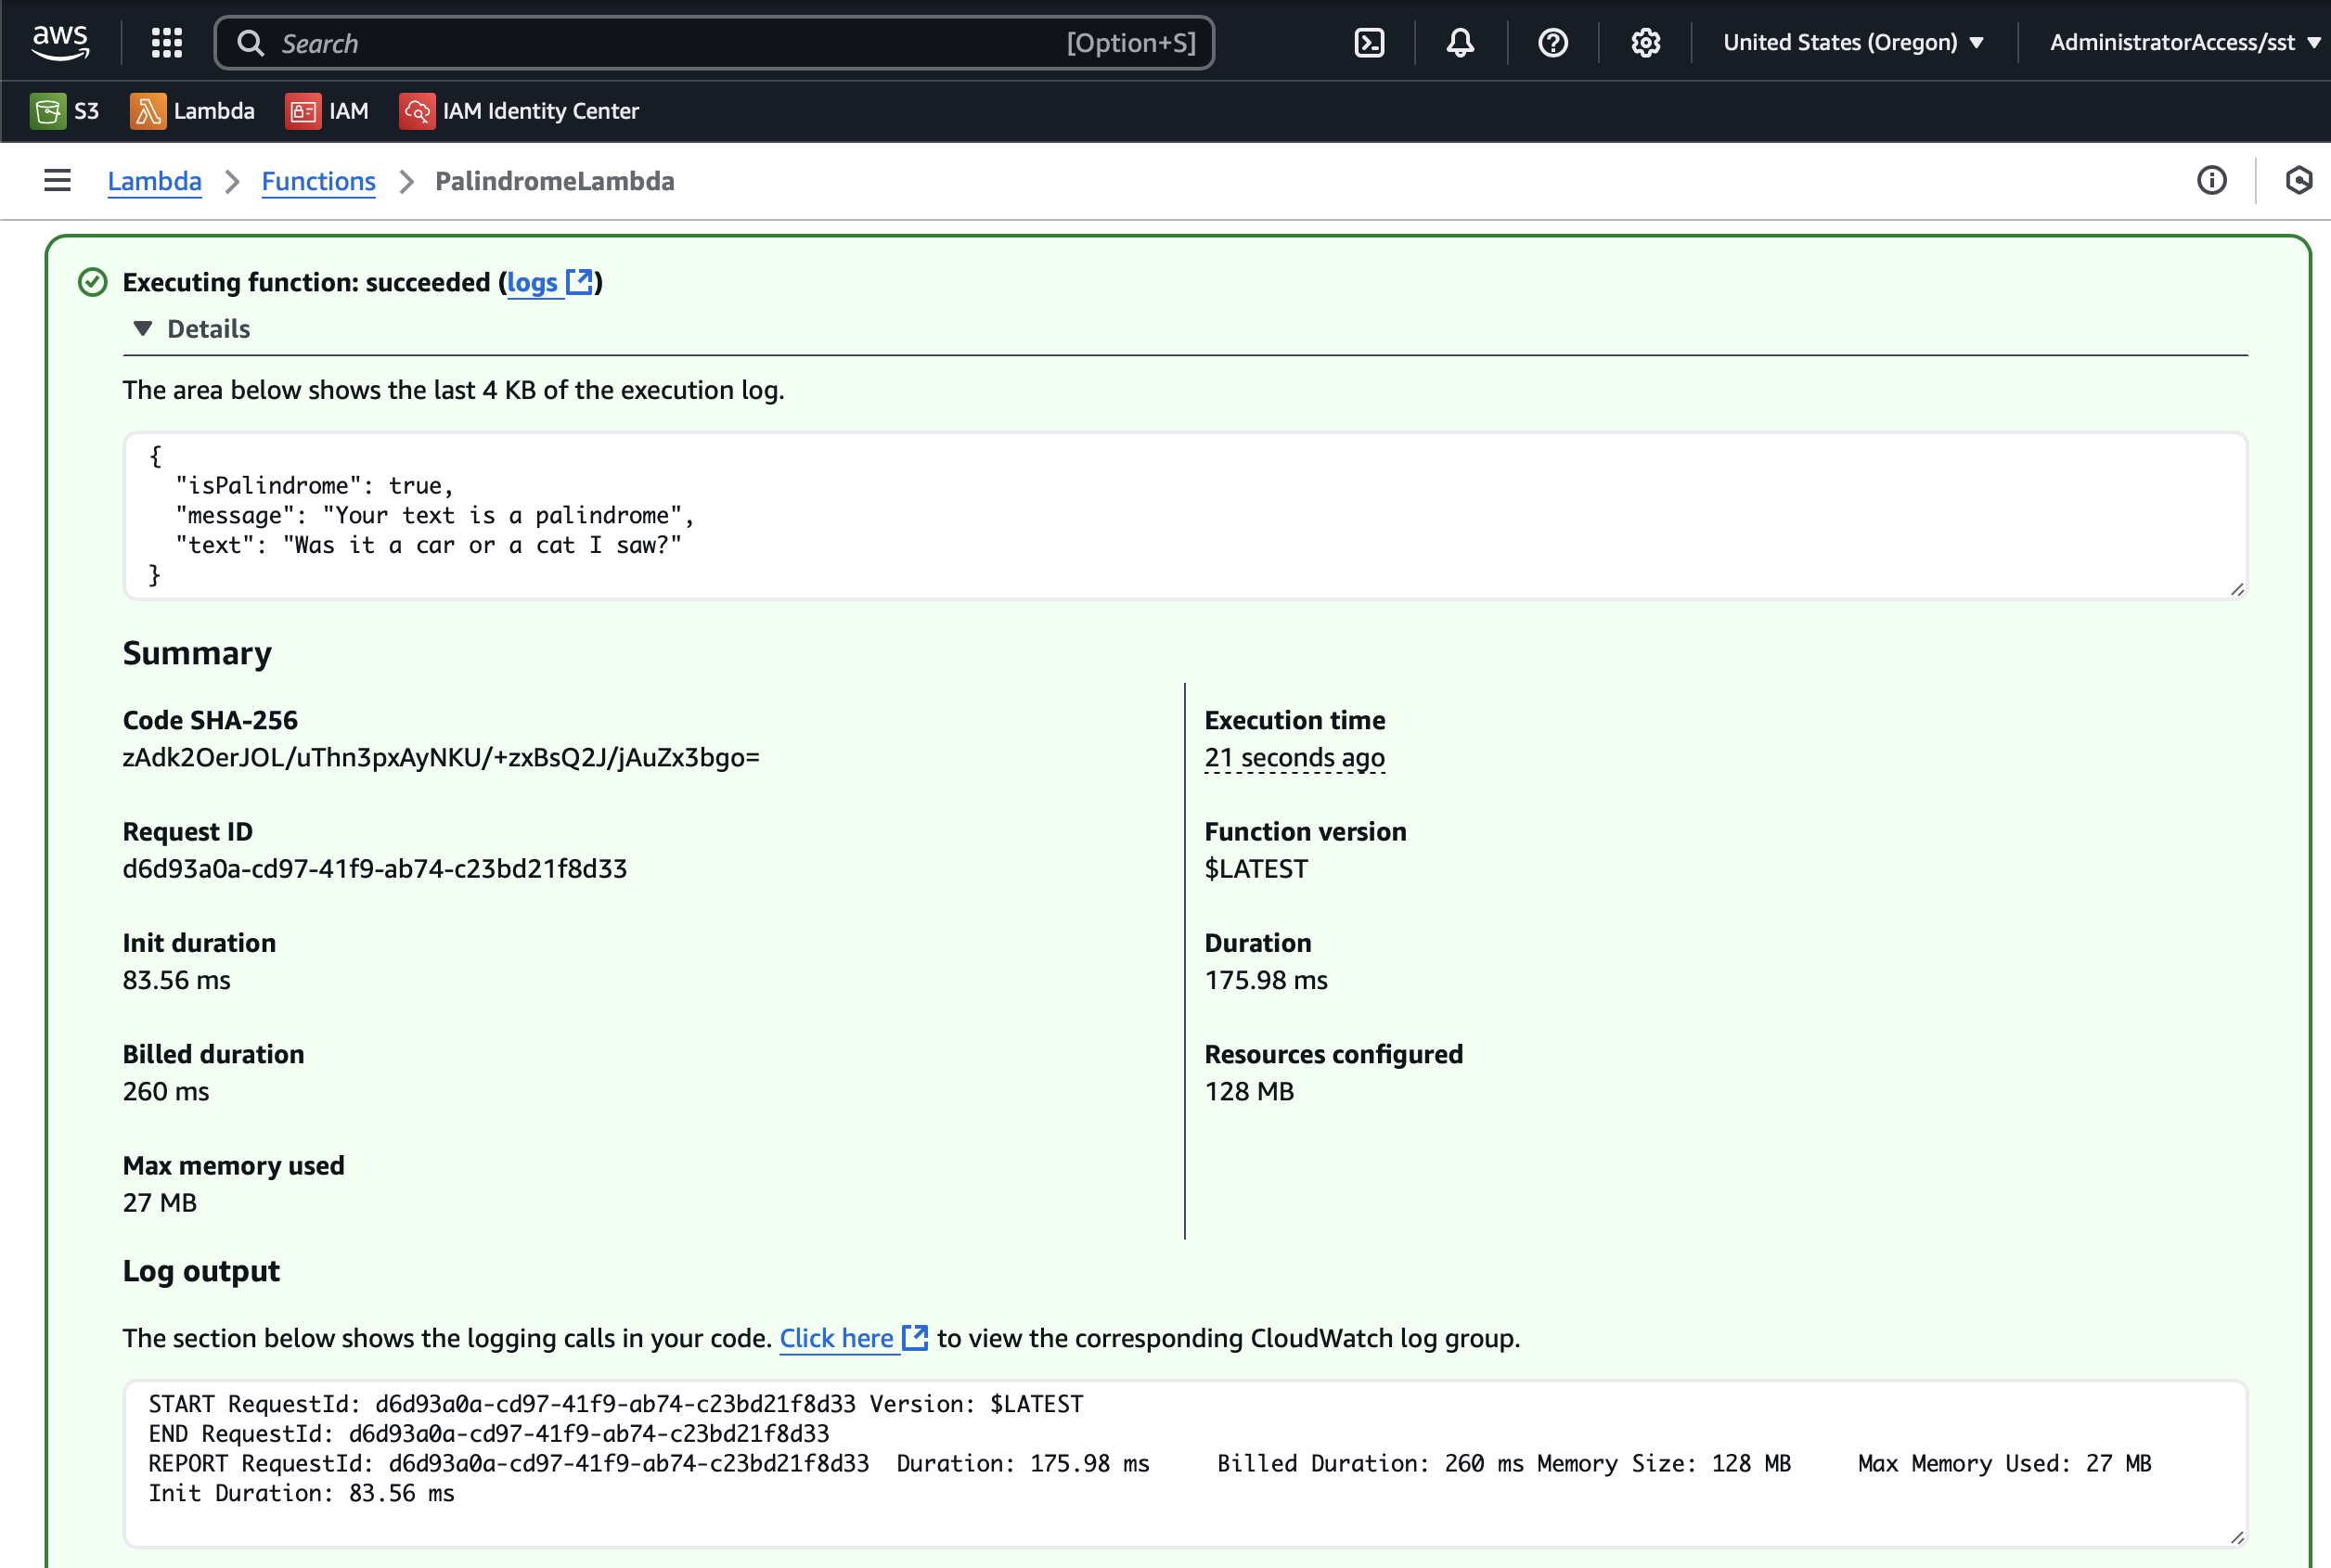 aws
Search [Option+S] United States (Oregon) AdministratorAccess/sst
S3 Lambda IAM IAM Identity Center
Lambda Functions PalindromeLambda
Executing function: succeeded (logs)
Details
The area below shows the last 4 KB of the execution log.
{
  "isPalindrome": true,
  "message": "Your text is a palindrome",
  "text": "Was it a car or a cat I saw?"
}
Summary
Code SHA-256
zAdk2OerJOL/uThn3pxAyNKU/+zxBsQ2J/jAuZx3bgo=
Request ID
d6d93a0a-cd97-41f9-ab74-c23bd21f8d33
Init duration
83.56 ms
Billed duration
260 ms
Max memory used
27 MB
Execution time
21 seconds ago
Function version
$LATEST
Duration
175.98 ms
Resources configured
128 MB
Log output
The section below shows the logging calls in your code. Click here to view the corresponding CloudWatch log group.
START RequestId: d6d93a0a-cd97-41f9-ab74-c23bd21f8d33 Version: $LATEST
END RequestId: d6d93a0a-cd97-41f9-ab74-c23bd21f8d33
REPORT RequestId: d6d93a0a-cd97-41f9-ab74-c23bd21f8d33 Duration: 175.98 ms Billed Duration: 260 ms Memory Size: 128 MB Max Memory Used: 27 MB
Init Duration: 83.56 ms